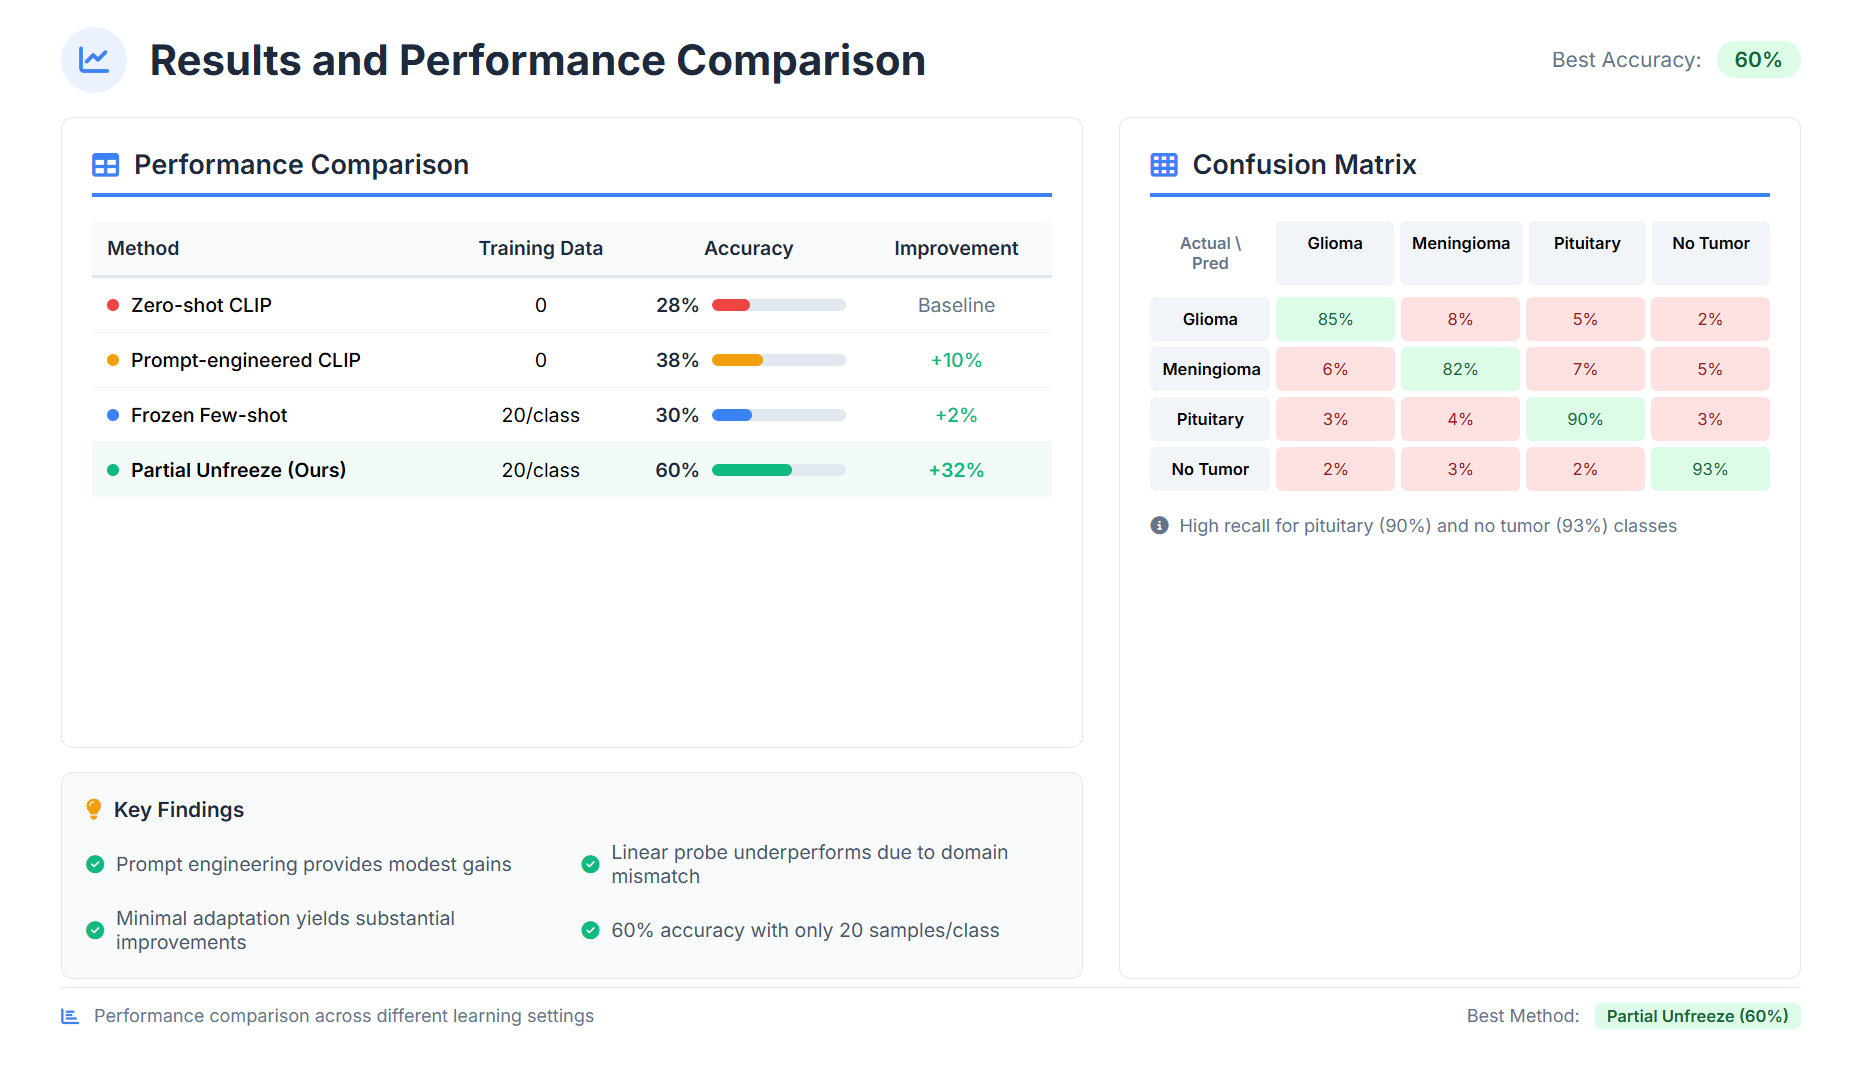 Results and Performance Comparison
Best Accuracy: 60%
Performance Comparison
Method Training Data Accuracy Improvement
Zero-shot CLIP 0 28% Baseline
Prompt-engineered CLIP 0 38% +10%
Frozen Few-shot 20/class 30% +2%
Partial Unfreeze (Ours) 20/class 60% +32%
Key Findings
Prompt engineering provides modest gains
Linear probe underperforms due to domain
mismatch
Minimal adaptation yields substantial
improvements
60% accuracy with only 20 samples/class
Confusion Matrix
Actual \
Pred
Glioma Meningioma Pituitary No Tumor
Glioma 85% 8% 5% 2%
Meningioma 6% 82% 7% 5%
Pituitary 3% 4% 90% 3%
No Tumor 2% 3% 2% 93%
High recall for pituitary (90%) and no tumor (93%) classes
Performance comparison across different learning settings
Best Method: Partial Unfreeze (60%)